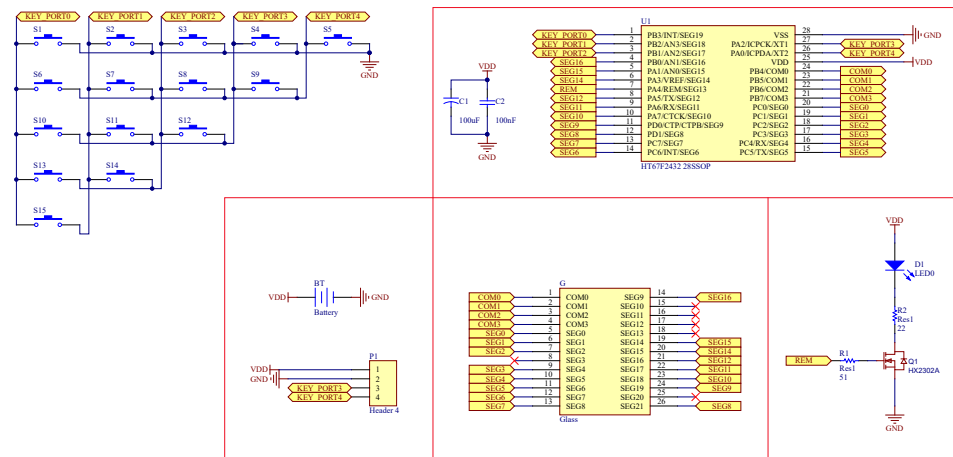 KEY_PORT0 KEY_PORT1 KEY_PORT2 KEY_PORT3 KEY_PORT4
S1 S2 S3 S4 S5
GND
S6 S7 S8 S9
S10 S11 S12
S13 S14
S15
VDD
C1 C2
100nF 100nF
GND
U1
KEY_PORT0 1 PB3/INT/SEG19 VSS 28 GND
KEY_PORT1 2 PB2/AN3/SEG18 PA2/ICPCK/XT1 27 KEY_PORT3
KEY_PORT2 3 PB1/AN2/SEG17 PA0/ICPDA/XT2 26 KEY_PORT4
SEG16 4 PB0/AN1/SEG16 VDD 25 VDD
SEG15 5 PA1/AN0/SEG15 PB4/COM0 24 COM0
SEG14 6 PA3/VREF/SEG14 PB5/COM1 23 COM1
REM 7 PA4/REM/SEG13 PB6/COM2 22 COM2
SEG12 8 PA5/TX/SEG12 PB7/COM3 21 COM3
SEG11 9 PA6/RX/SEG11 PC0/SEG0 20 SEG0
SEG10 10 PA7/CTCK/SEG10 PC1/SEG1 19 SEG1
SEG9 11 PD0/CTP/CTPB/SEG9 PC2/SEG2 18 SEG2
SEG8 12 PD1/SEG8 PC3/SEG3 17 SEG3
SEG7 13 PC7/SEG7 PC4/RX/SEG4 16 SEG4
SEG6 14 PC6/INT/SEG6 PC5/TX/SEG5 15 SEG5
HT67F2432 28SSOP
BT
VDD GND
Battery
P1
VDD 1
GND 2
KEY_PORT3 3
KEY_PORT4 4
Header 4
G
COM0 1 COM0 SEG9 14 SEG16
COM1 2 COM1 SEG10 15
COM2 3 COM2 SEG11 16
COM3 4 COM3 SEG12 17
SEG0 5 SEG0 SEG13 18
SEG1 6 SEG1 SEG14 19 SEG15
SEG2 7 SEG2 SEG15 20 SEG14
8 SEG3 SEG16 21 SEG12
SEG3 9 SEG4 SEG17 22 SEG11
SEG4 10 SEG5 SEG18 23 SEG10
SEG5 11 SEG6 SEG19 24 SEG9
SEG6 12 SEG7 SEG20 25
SEG7 13 SEG8 SEG21 26 SEG8
Glass
VDD
D1
LED0
R2
Res1
22
REM R1
Res1
51
Q1
HX2302A
GND